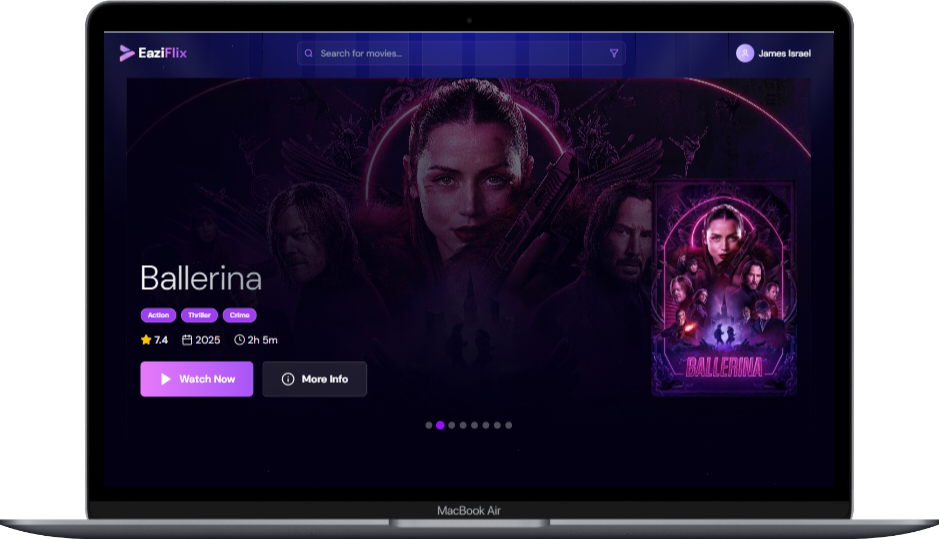 EaziFlix
Search for movies...
James Israel
Ballerina
Action Thriller Crime
7.4 2025 2h 5m
Watch Now More Info
BALLERINA
MacBook Air